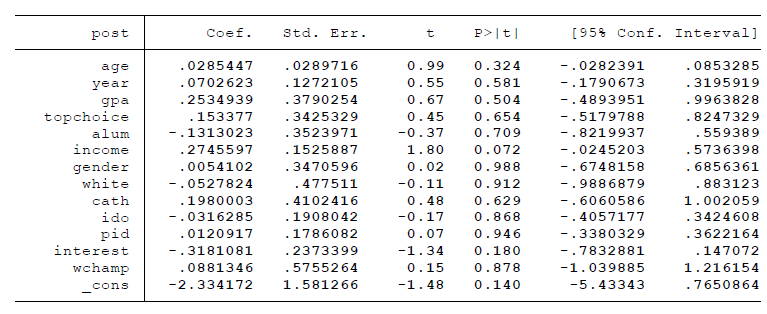 post Coef. Std. Err. t P>|t| [95% Conf. Interval]
age .0285447 .0289716 0.99 0.324 -.0282391 .0853285
year .0702623 .1272105 0.55 0.581 -.1790673 .3195919
gpa .2534939 .3790254 0.67 0.504 -.4893951 .9963828
topchoice .153377 .3425329 0.45 0.654 -.5179788 .8247329
alum -.1313023 .3523971 -0.37 0.709 -.8219937 .559389
income .2745597 .1525887 1.80 0.072 -.0245203 .5736398
gender .0054102 .3470596 0.02 0.988 -.6748158 .6856361
white -.0527824 .477511 -0.11 0.912 -.9886879 .883123
cath .1980003 .4102416 0.48 0.629 -.6060586 1.002059
ido -.0316285 .1908042 -0.17 0.868 -.4057177 .3424608
pid .0120917 .1786082 0.07 0.946 -.3380329 .3622164
interest -.3181081 .2373399 -1.34 0.180 -.7832881 .147072
wchamp .0881346 .5755264 0.15 0.878 -1.039885 1.216154
_cons -2.334172 1.581266 -1.48 0.140 -5.43343 .7650864